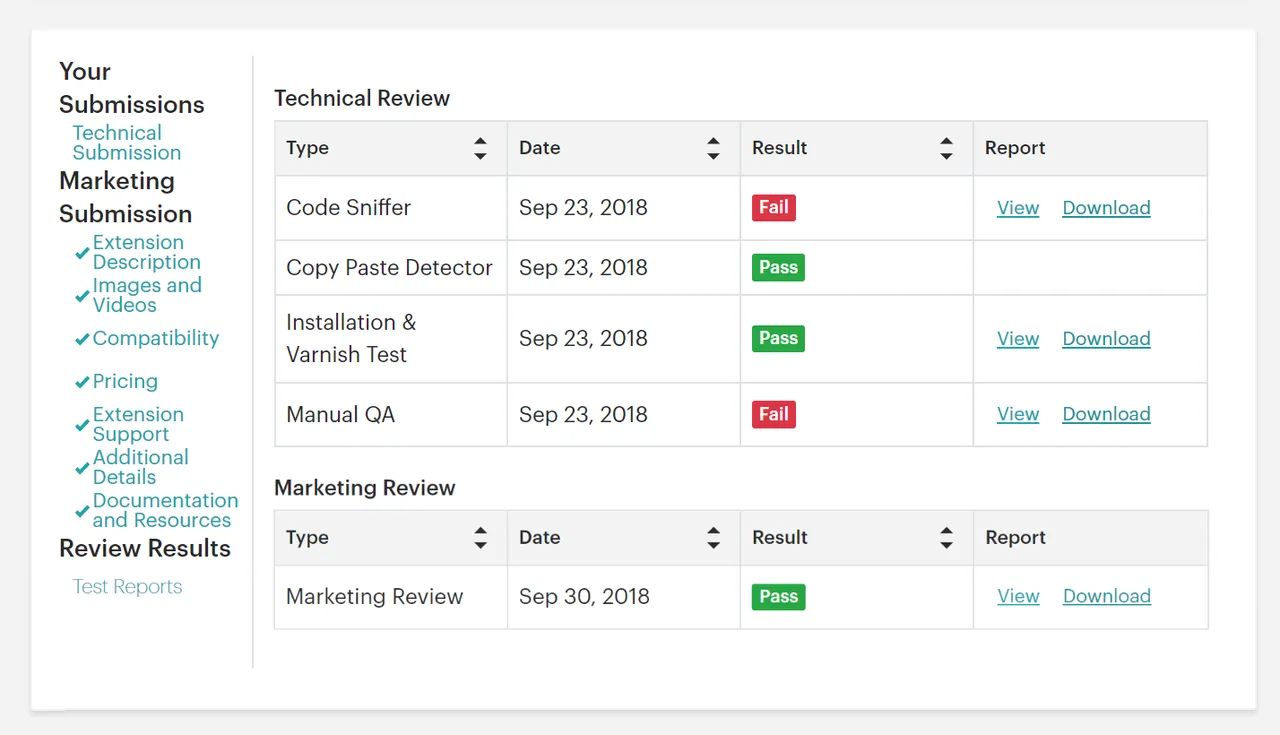 Your
Submissions
Technical
Submission
Marketing
Submission
Extension
Description
Images and
Videos
Compatibility
Pricing
Extension
Support
Additional
Details
Documentation
and Resources
Review Results
Test Reports
Technical Review
Type Date Result Report
Code Sniffer Sep 23, 2018 Fail View Download
Copy Paste Detector Sep 23, 2018 Pass
Installation &
Varnish Test Sep 23, 2018 Pass View Download
Manual QA Sep 23, 2018 Fail View Download
Marketing Review
Type Date Result Report
Marketing Review Sep 30, 2018 Pass View Download